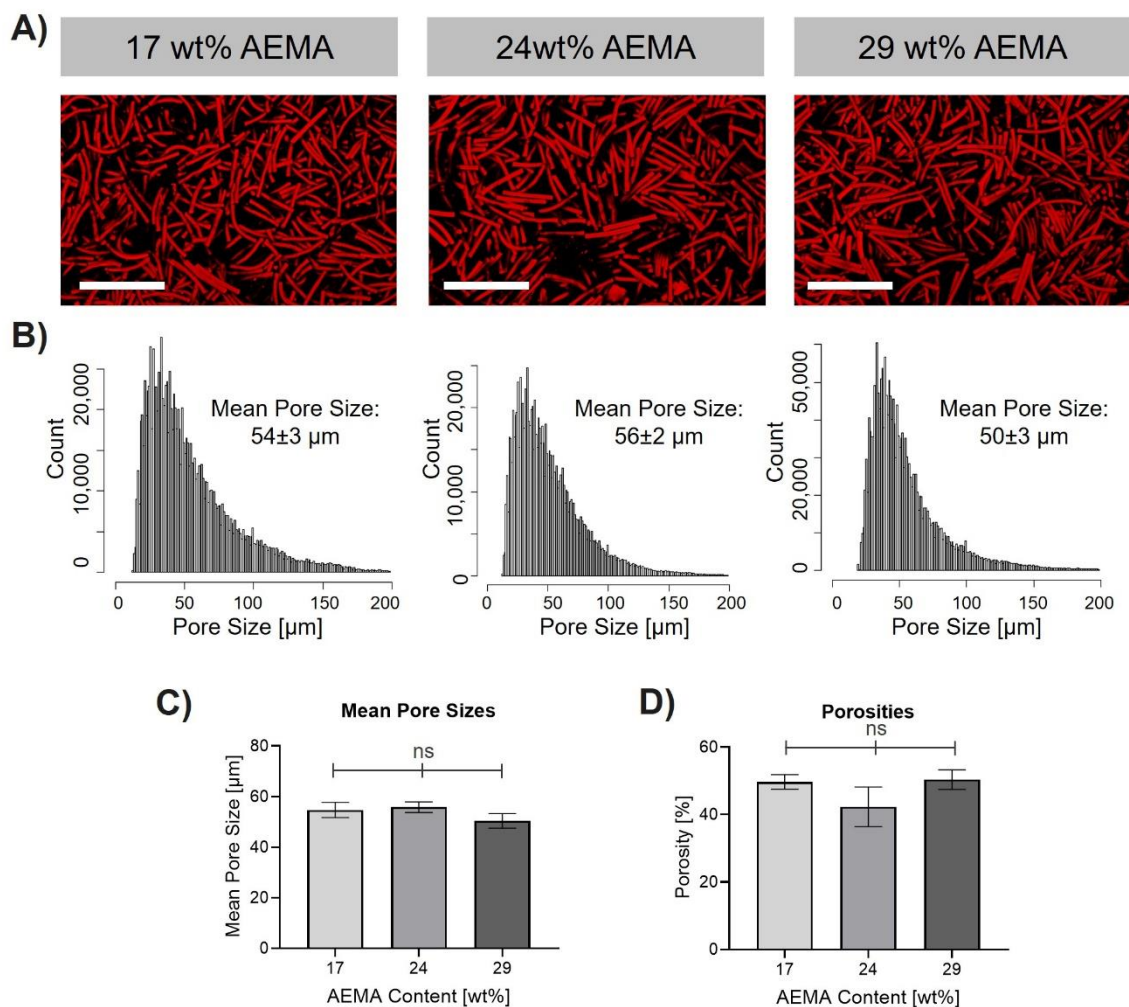 A)
17 wt% AEMA
24wt% AEMA
29 wt% AEMA
B)
Count
0
10,000
20,000
Mean Pore Size:
54±3 µm
0 50 100 150 200
Pore Size [µm]
Count
0
10,000
20,000
Mean Pore Size:
56±2 µm
0 50 100 150 200
Pore Size [µm]
Count
0
20,000
50,000
Mean Pore Size:
50±3 µm
0 50 100 150 200
Pore Size [µm]
C)
Mean Pore Sizes
ns
Mean Pore Size [µm]
80
60
40
20
0
17 24 29
AEMA Content [wt%]
D)
Porosities
ns
Porosity [%]
60
40
20
0
17 24 29
AEMA Content [wt%]